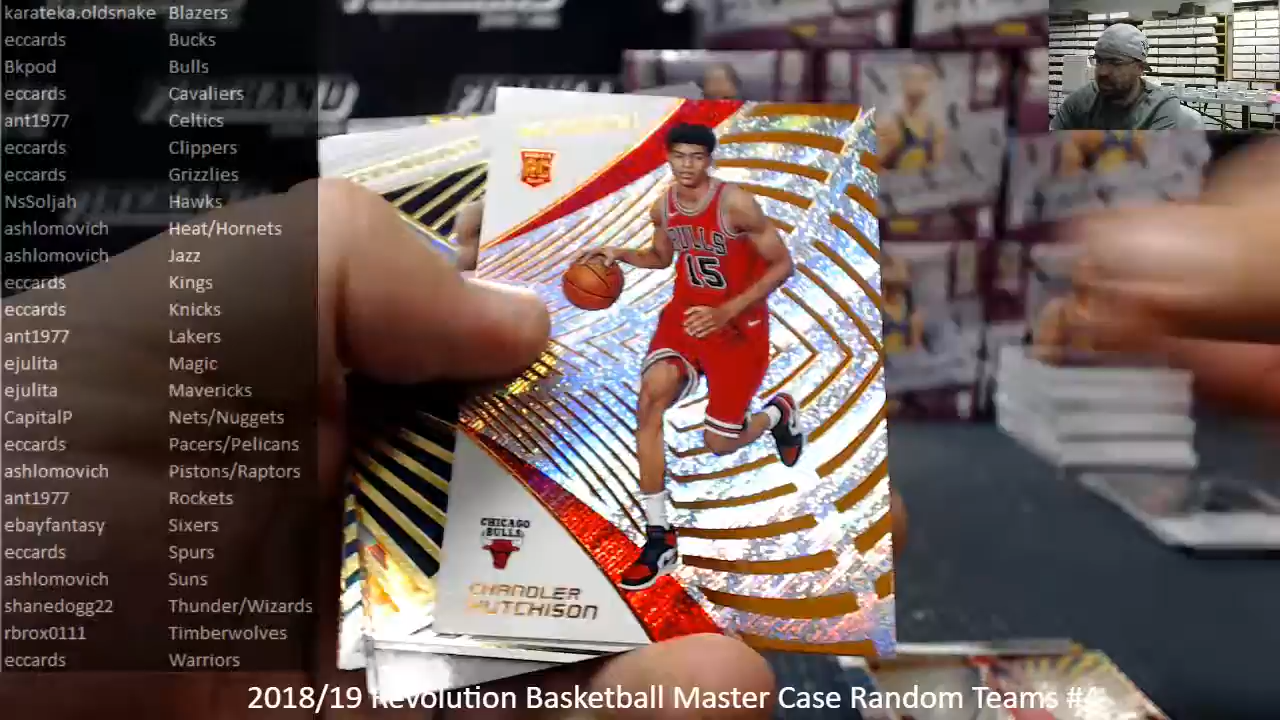 karateka.oldsnake Blazers
eccards Bucks
Bkpod Bulls
eccards Cavaliers
ant1977 Celtics
eccards Clippers
eccards Grizzlies
NsSoljah Hawks
ashlomovich Heat/Hornets
ashlomovich Jazz
eccards Kings
eccards Knicks
ant1977 Lakers
ejulita Magic
ejulita Mavericks
CapitalP Nets/Nuggets
eccards Pacers/Pelicans
ashlomovich Pistons/Raptors
ant1977 Rockets
ebayfantasy Sixers
eccards Spurs
ashlomovich Suns
shanedogg22 Thunder/Wizards
rbrox0111 Timberwolves
eccards Warriors
RC
BULLS
15
CHICAGO
BULLS
CHANDLER
HUTCHISON
2018/19 Revolution Basketball Master Case Random Teams #4